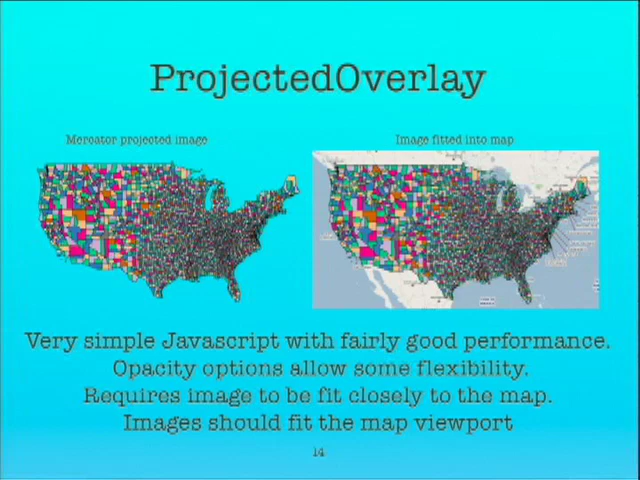 ProjectedOverlay
Mercator projected image
Image fitted into map
Very simple Javascript with fairly good performance.
Opacity options allow some flexibility.
Requires image to be fit closely to the map.
Images should fit the map viewport
14